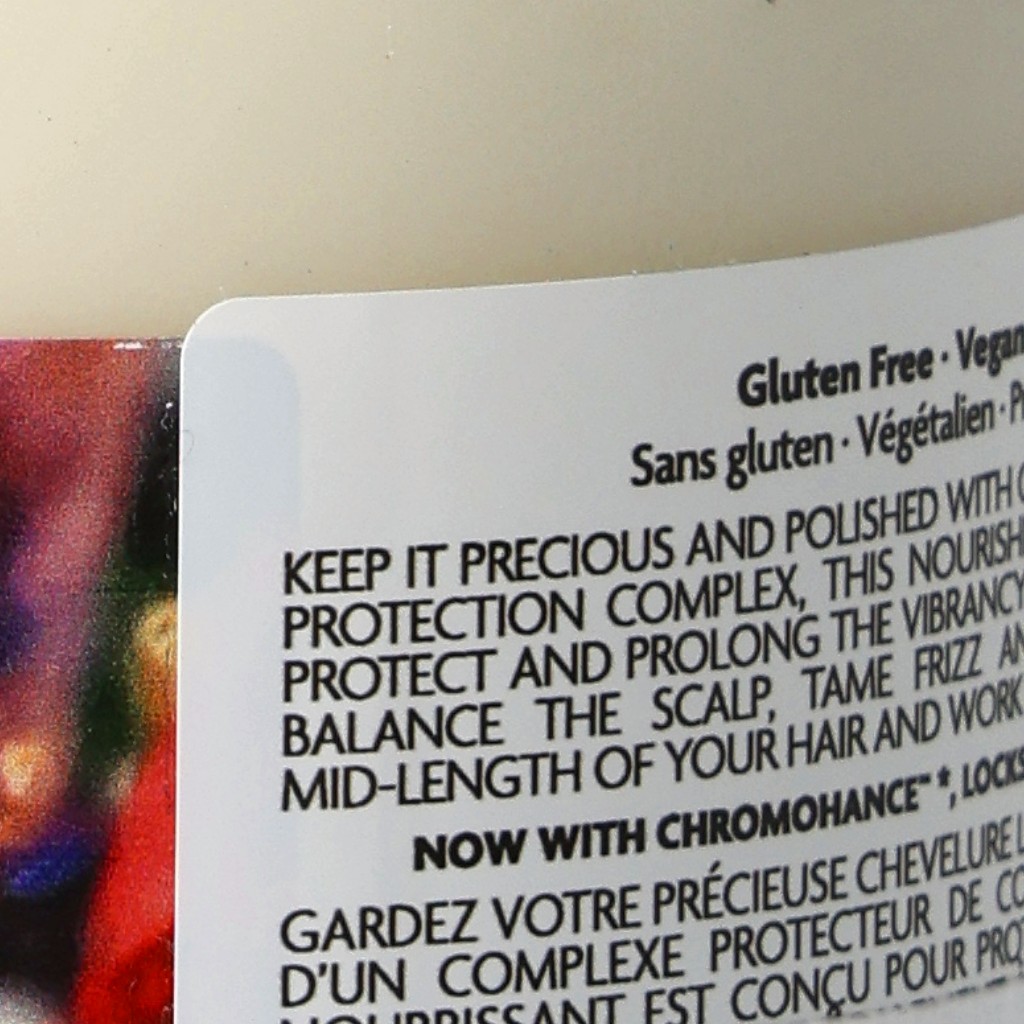 Gluten Free · Vegan
Sans gluten · Végétalien ·
KEEP IT PRECIOUS AND POLISHED WITH
PROTECTION COMPLEX, THIS NOURISH
PROTECT AND PROLONG THE VIBRANCY
BALANCE THE SCALP, TAME FRIZZ AN
MID-LENGTH OF YOUR HAIR AND WORK
NOW WITH CHROMOHANCE™*, LOCKS
GARDEZ VOTRE PRÉCIEUSE CHEVELURE
D'UN COMPLEXE PROTECTEUR DE CO
NOURRISSANT EST CONÇU POUR PRO